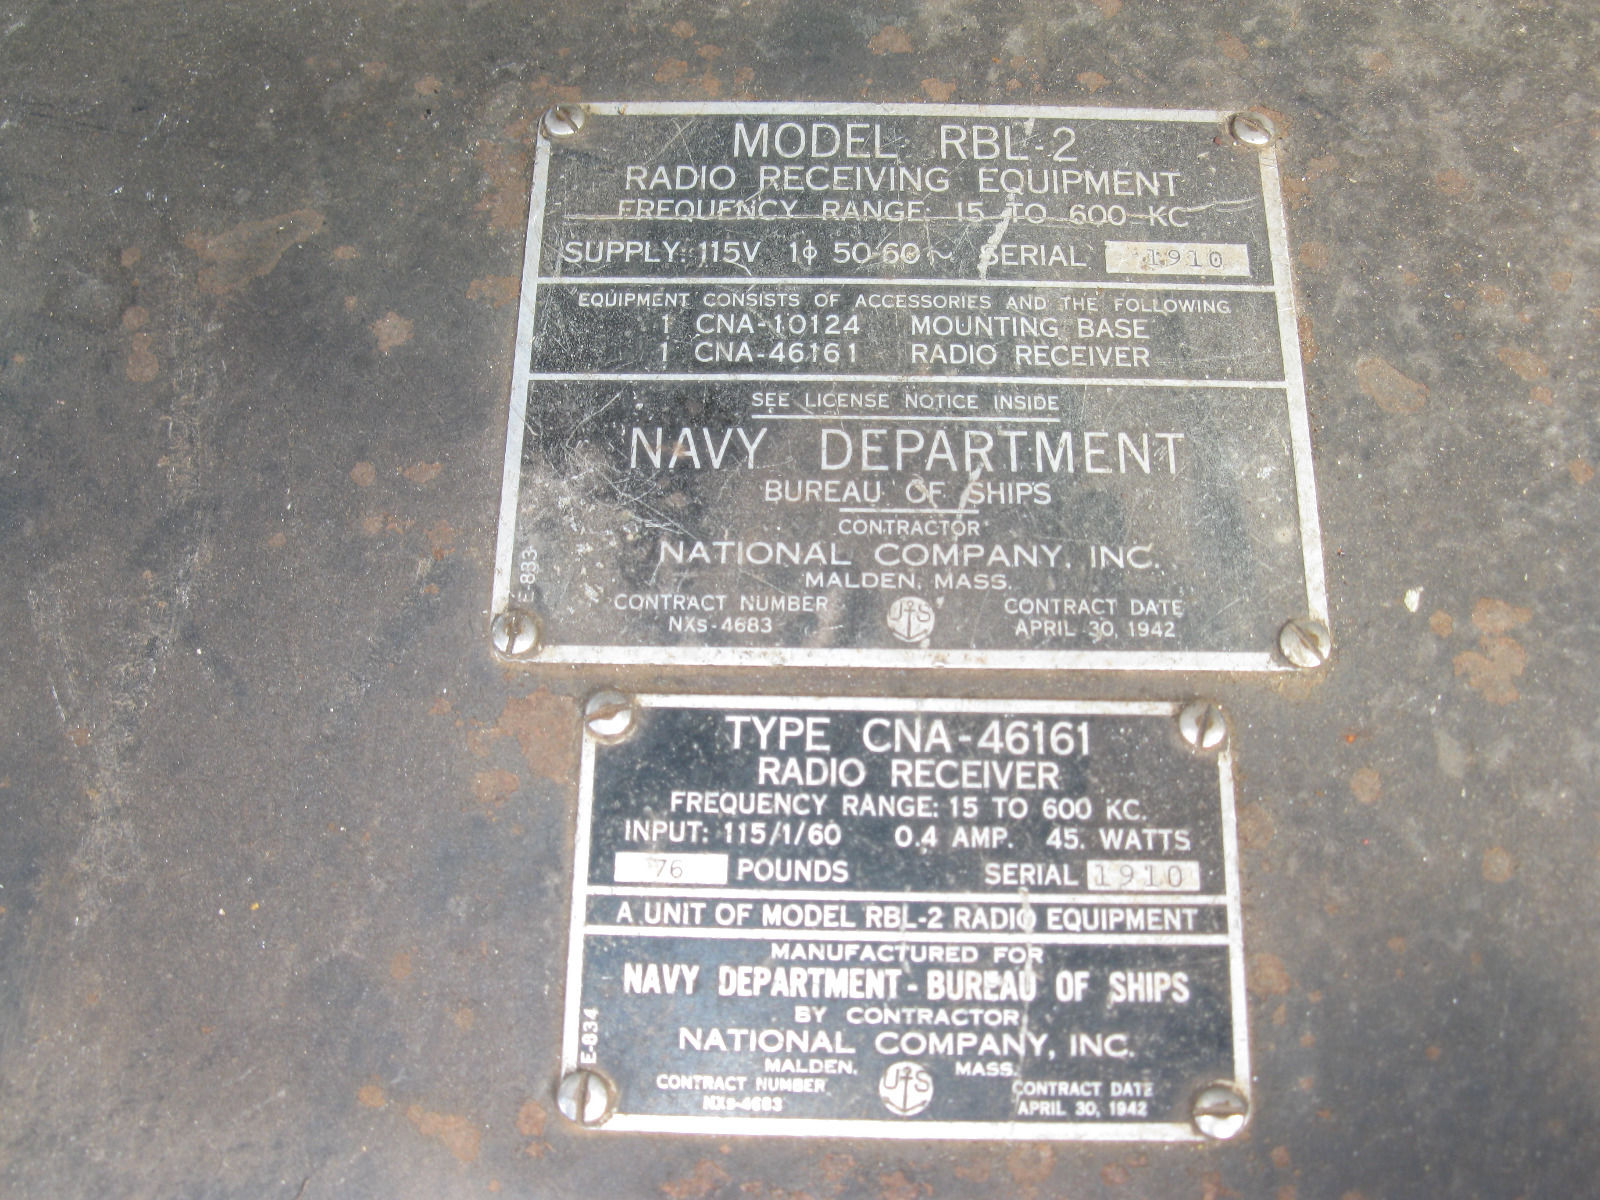 MODEL RBL-2
RADIO RECEIVING EQUIPMENT
FREQUENCY RANGE: 15 TO 600 KC
SUPPLY: 115V 1ϕ 50-60 ~ SERIAL 1910
EQUIPMENT CONSISTS OF ACCESSORIES AND THE FOLLOWING
1 CNA-10124 MOUNTING BASE
1 CNA-46161 RADIO RECEIVER
SEE LICENSE NOTICE INSIDE
NAVY DEPARTMENT
BUREAU OF SHIPS
CONTRACTOR
NATIONAL COMPANY, INC.
MALDEN, MASS.
CONTRACT NUMBER
NXs-4683
US
CONTRACT DATE
APRIL 30, 1942
E-833
TYPE CNA-46161
RADIO RECEIVER
FREQUENCY RANGE: 15 TO 600 KC.
INPUT: 115/1/60 0.4 AMP. 45. WATTS
76 POUNDS SERIAL 1910
A UNIT OF MODEL RBL-2 RADIO EQUIPMENT
MANUFACTURED FOR
NAVY DEPARTMENT-BUREAU OF SHIPS
BY CONTRACTOR
NATIONAL COMPANY, INC.
MALDEN, MASS.
CONTRACT NUMBER
NXs-4683
US
CONTRACT DATE
APRIL 30, 1942
E-834